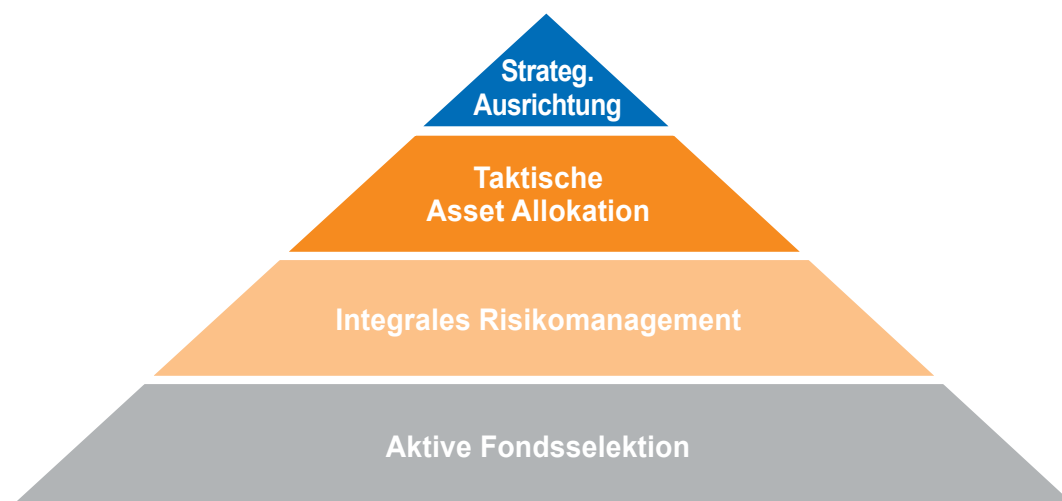 Strateg.
Ausrichtung
Taktische
Asset Allokation
Integrales Risikomanagement
Aktive Fondsselektion